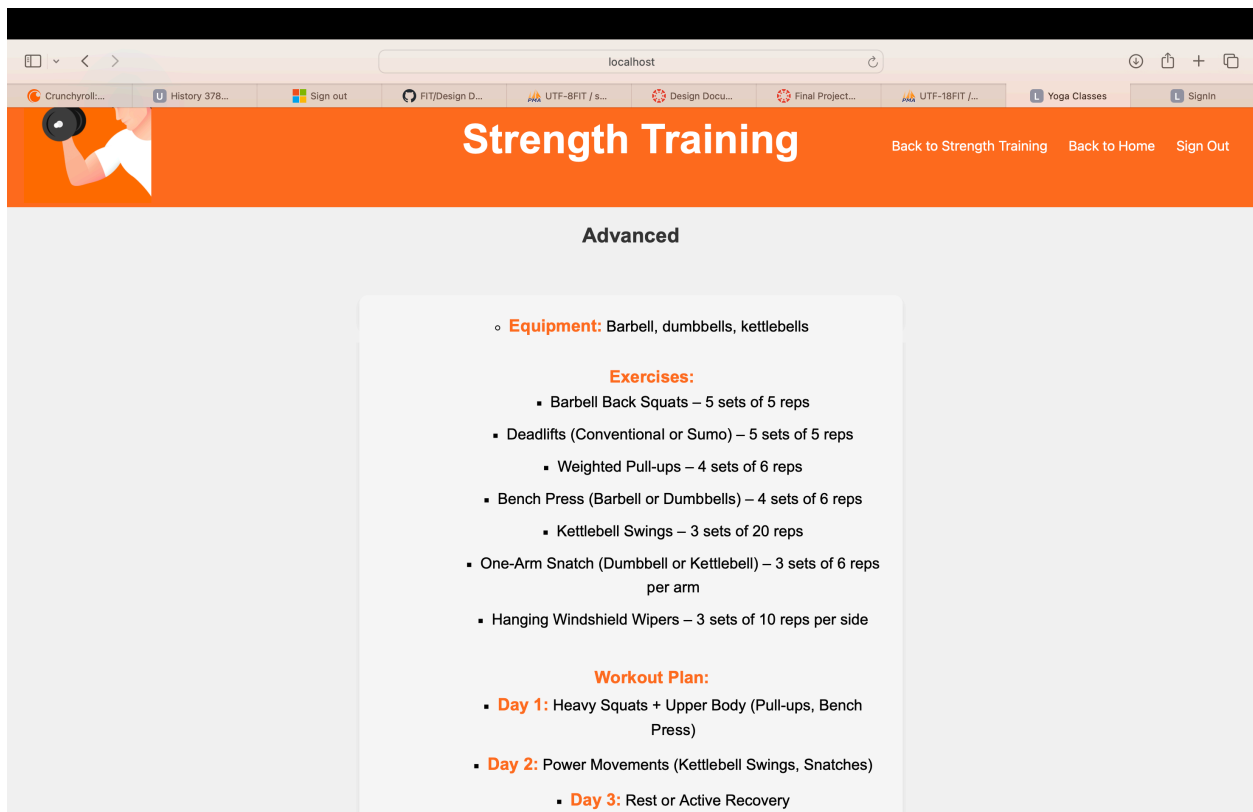 localhost
Crunchyroll:...
U History 378...
Sign out
FIT/Design D...
PMA UTF-8FIT / s...
Design Docu...
Final Project...
PMA UTF-18FIT /...
L Yoga Classes
L SignIn
Strength Training
Back to Strength Training Back to Home Sign Out
Advanced
Equipment: Barbell, dumbbells, kettlebells
Exercises:
Barbell Back Squats – 5 sets of 5 reps
Deadlifts (Conventional or Sumo) – 5 sets of 5 reps
Weighted Pull-ups – 4 sets of 6 reps
Bench Press (Barbell or Dumbbells) – 4 sets of 6 reps
Kettlebell Swings – 3 sets of 20 reps
One-Arm Snatch (Dumbbell or Kettlebell) – 3 sets of 6 reps
per arm
Hanging Windshield Wipers – 3 sets of 10 reps per side
Workout Plan:
Day 1: Heavy Squats + Upper Body (Pull-ups, Bench
Press)
Day 2: Power Movements (Kettlebell Swings, Snatches)
Day 3: Rest or Active Recovery